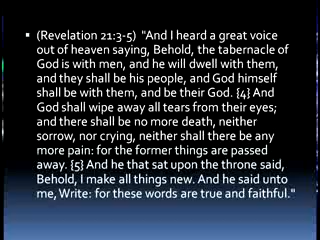 ▪ (Revelation 21:3-5) "And I heard a great voice
out of heaven saying, Behold, the tabernacle of
God is with men, and he will dwell with them,
and they shall be his people, and God himself
shall be with them, and be their God. {4} And
God shall wipe away all tears from their eyes;
and there shall be no more death, neither
sorrow, nor crying, neither shall there be any
more pain: for the former things are passed
away. {5} And he that sat upon the throne said,
Behold, I make all things new. And he said unto
me, Write: for these words are true and faithful."